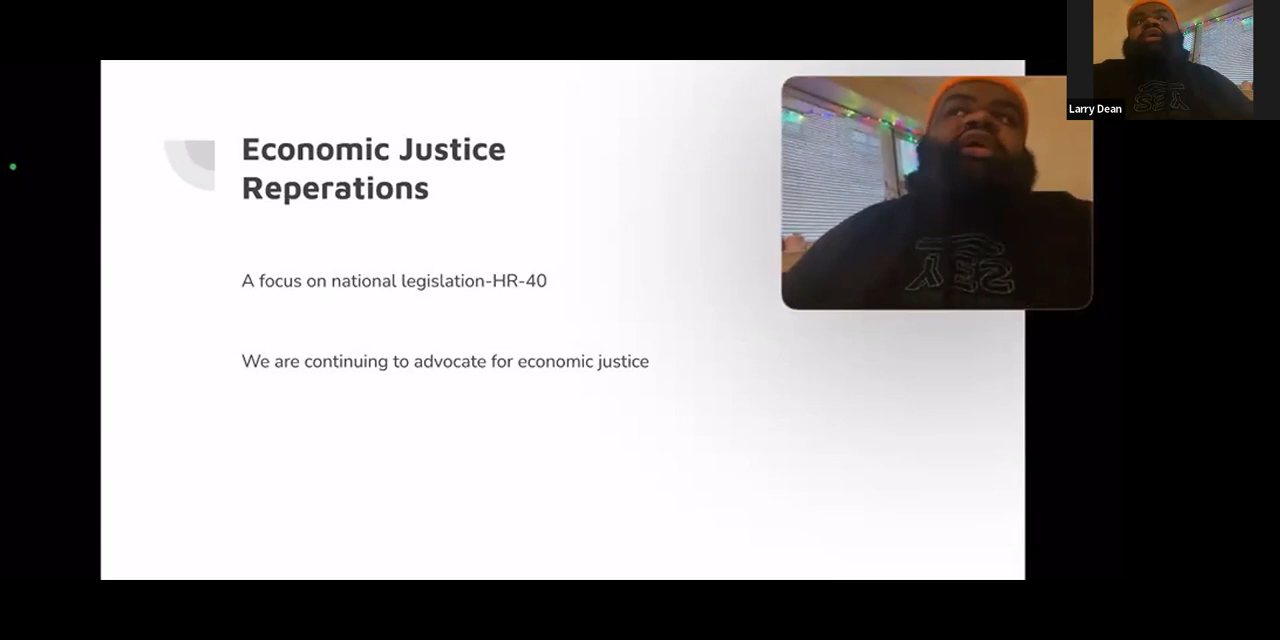 Economic Justice
Reperations
A focus on national legislation-HR-40
We are continuing to advocate for economic justice
Larry Dean